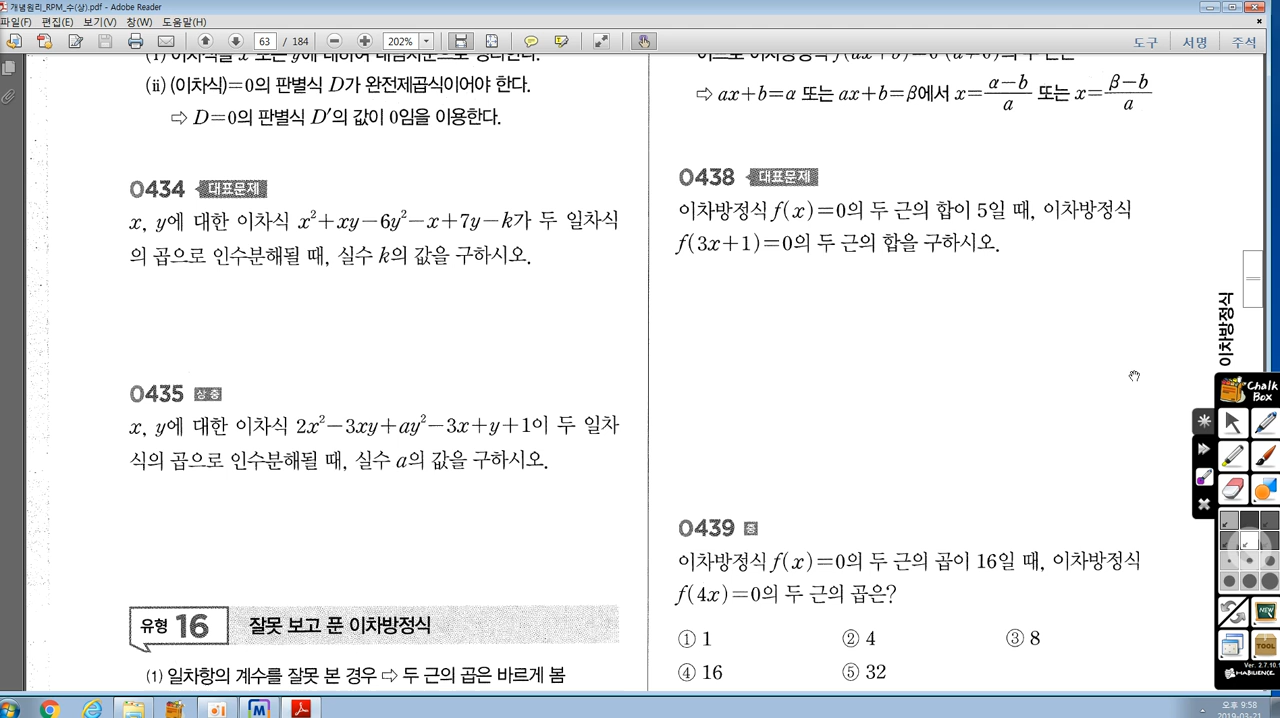 개념원리_RPM_수(상).pdf - Adobe Reader
파일(F) 편집(E) 보기(V) 창(W) 도움말(H)
63 / 184 202%
도구 서명 주석
(ii) (이차식)=0의 판별식 D가 완전제곱식이어야 한다.
⇨ D=0의 판별식 D′의 값이 0임을 이용한다.
0434 대표문제
x, y에 대한 이차식 x²+xy−6y²−x+7y−k가 두 일차식
의 곱으로 인수분해될 때, 실수 k의 값을 구하시오.
0435 상중
x, y에 대한 이차식 2x²−3xy+ay²−3x+y+1이 두 일차
식의 곱으로 인수분해될 때, 실수 a의 값을 구하시오.
유형 16 잘못 보고 푼 이차방정식
(1) 일차항의 계수를 잘못 본 경우 ⇨ 두 근의 곱은 바르게 봄
⇨ ax+b=α 또는 ax+b=β에서 x=(α−b)/a 또는 x=(β−b)/a
0438 대표문제
이차방정식 f(x)=0의 두 근의 합이 5일 때, 이차방정식
f(3x+1)=0의 두 근의 합을 구하시오.
0439 중
이차방정식 f(x)=0의 두 근의 곱이 16일 때, 이차방정식
f(4x)=0의 두 근의 곱은?
① 1 ② 4 ③ 8
④ 16 ⑤ 32
이차방정식
Chalk
Box
NEW
TOOL
Ver. 2.7.10.1
HABLUENCE
오후 9:58
2019-03-21